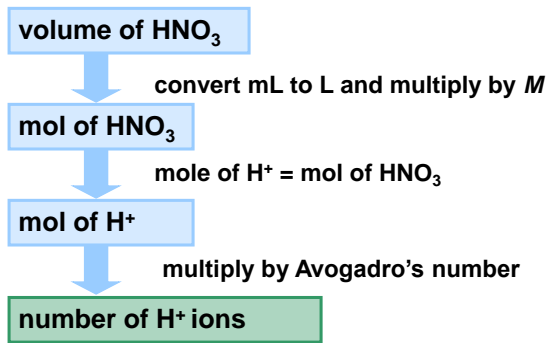 volume of HNO₃
convert mL to L and multiply by M
mol of HNO₃
mole of H⁺ = mol of HNO₃
mol of H⁺
multiply by Avogadro's number
number of H⁺ ions